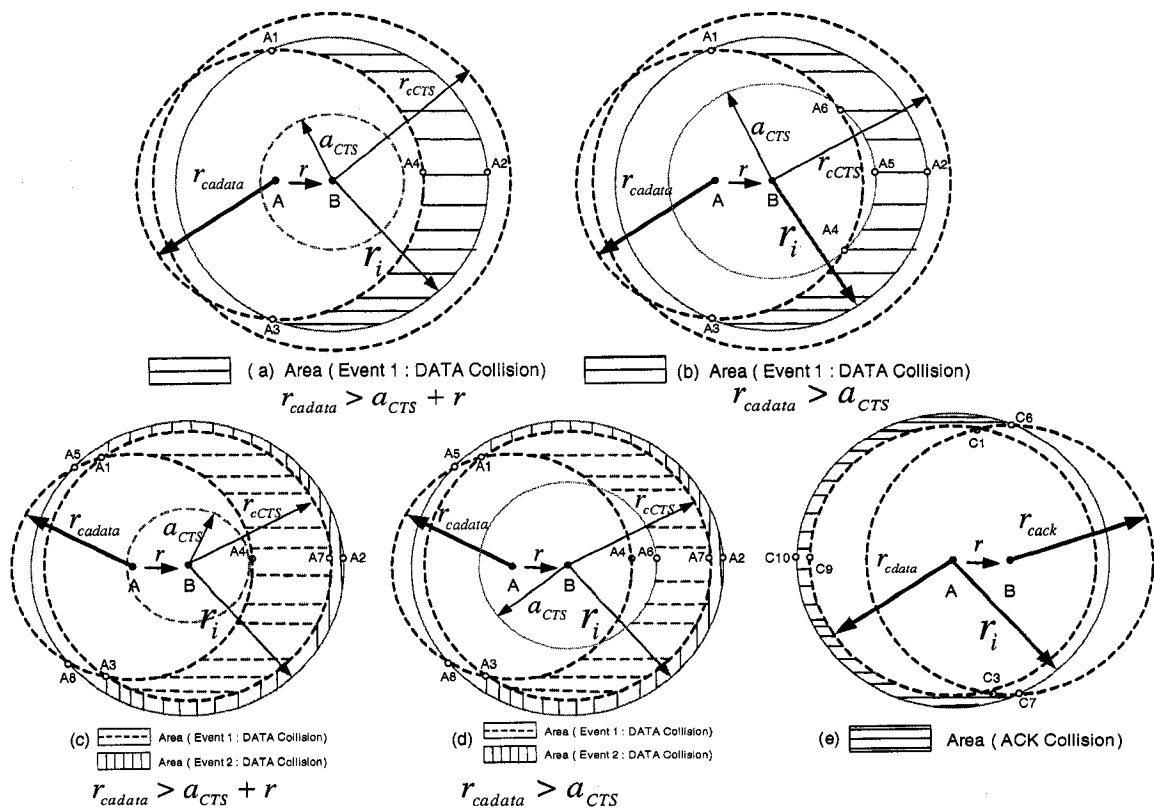 A1
r_cCTS
a_CTS
A4
A2
r
r_cadata
A
B
r_i
A3
(a) Area ( Event 1 : DATA Collision)
r_cadata > a_CTS + r
A1
A6
a_CTS
r_cCTS
A5
A2
r
r_cadata
A
B
A4
r_i
A3
(b) Area ( Event 1 : DATA Collision)
r_cadata > a_CTS
A5
A1
r_cCTS
r_cadata
a_CTS
r
A4
A7
A2
A
B
r_i
A8
A3
(c)
Area ( Event 1 : DATA Collision)
Area ( Event 2 : DATA Collision)
r_cadata > a_CTS + r
A5
A1
r_cCTS
r_cadata
r
A4
A6
A7
A2
A
B
a_CTS
r_i
A8
A3
(d)
Area ( Event 1 : DATA Collision)
Area ( Event 2 : DATA Collision)
r_cadata > a_CTS
C6
C1
r_cack
r
C10
C9
r_cdata
A
B
r_i
C3
C7
(e) Area ( ACK Collision)